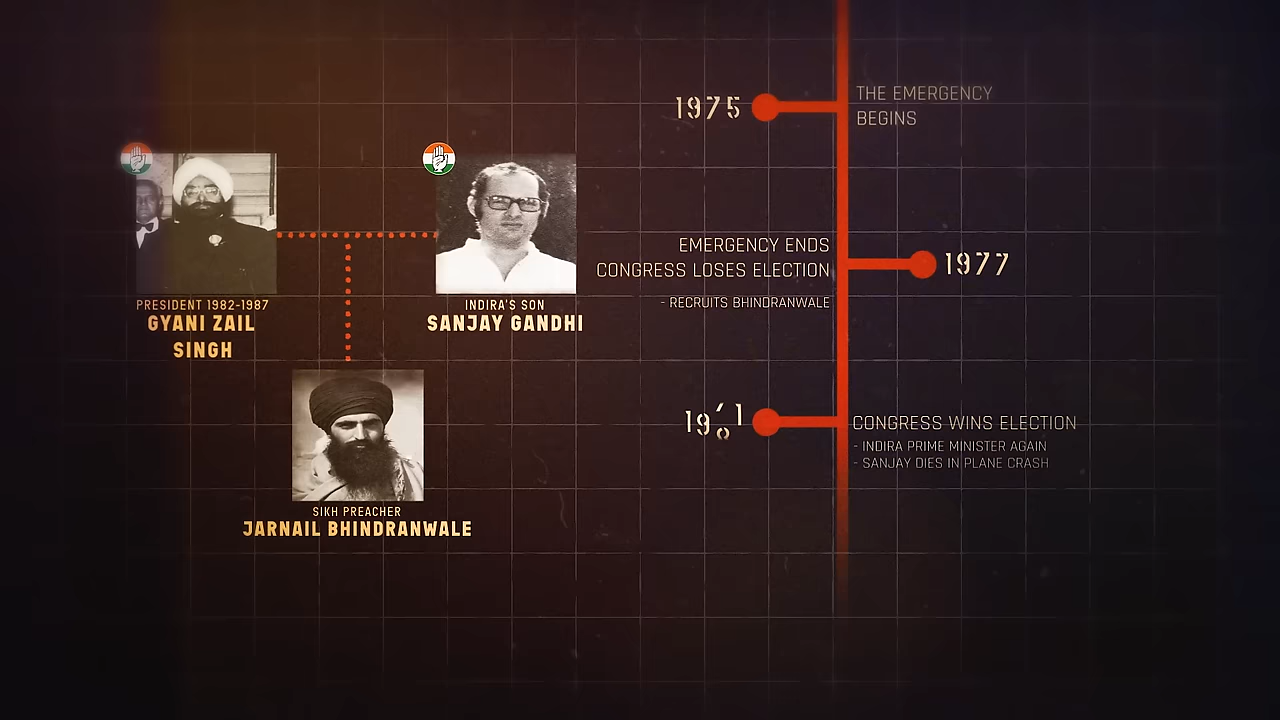 1975
THE EMERGENCY
BEGINS
PRESIDENT 1982-1987
GYANI ZAIL
SINGH
INDIRA'S SON
SANJAY GANDHI
EMERGENCY ENDS
CONGRESS LOSES ELECTION
- RECRUITS BHINDRANWALE
1977
CONGRESS WINS ELECTION
- INDIRA PRIME MINISTER AGAIN
- SANJAY DIES IN PLANE CRASH
SIKH PREACHER
JARNAIL BHINDRANWALE